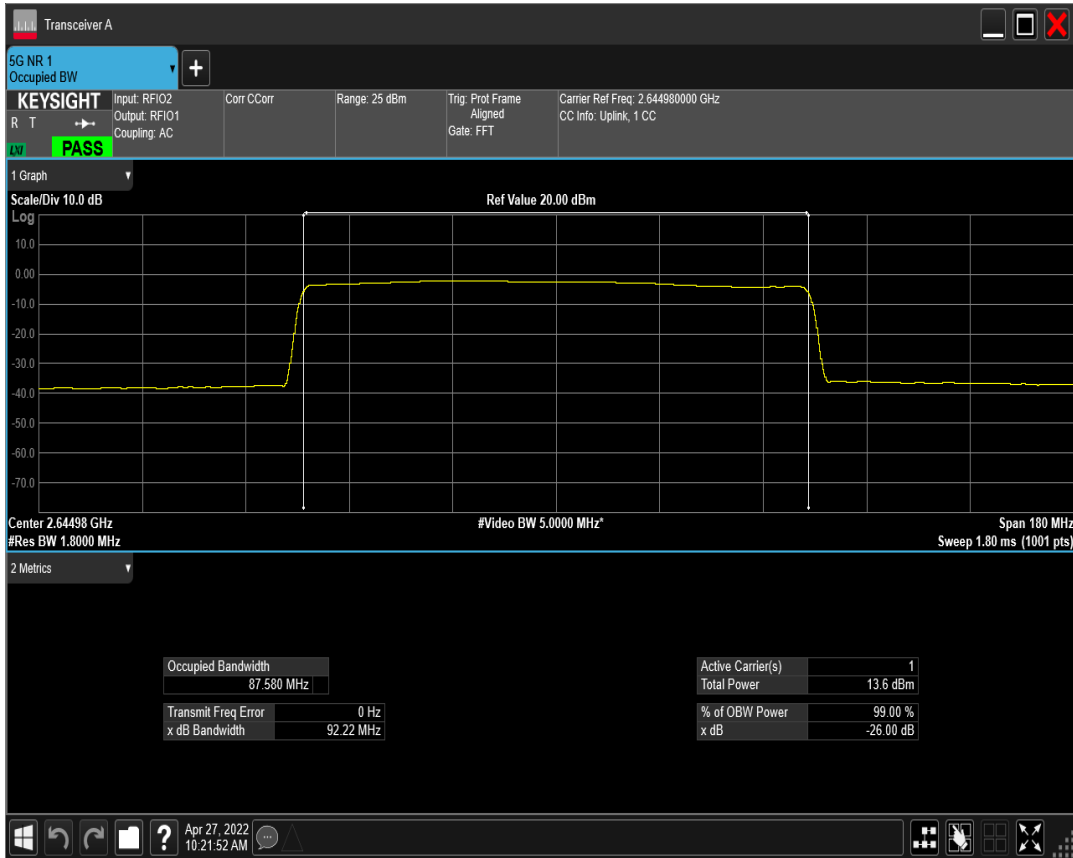 Transceiver A
5G NR 1
Occupied BW
KEYSIGHT
R T
LXI
PASS
Input: RFIO2
Output: RFIO1
Coupling: AC
Corr CCorr
Range: 25 dBm
Trig: Prot Frame
Aligned
Gate: FFT
Carrier Ref Freq: 2.644980000 GHz
CC Info: Uplink, 1 CC
1 Graph
Scale/Div 10.0 dB
Ref Value 20.00 dBm
Log
10.0
0.00
-10.0
-20.0
-30.0
-40.0
-50.0
-60.0
-70.0
Center 2.64498 GHz
#Video BW 5.0000 MHz*
Span 180 MHz
#Res BW 1.8000 MHz
Sweep 1.80 ms (1001 pts)
2 Metrics
Occupied Bandwidth
87.580 MHz
Transmit Freq Error 0 Hz
x dB Bandwidth 92.22 MHz
Active Carrier(s) 1
Total Power 13.6 dBm
% of OBW Power 99.00 %
x dB -26.00 dB
Apr 27, 2022
10:21:52 AM